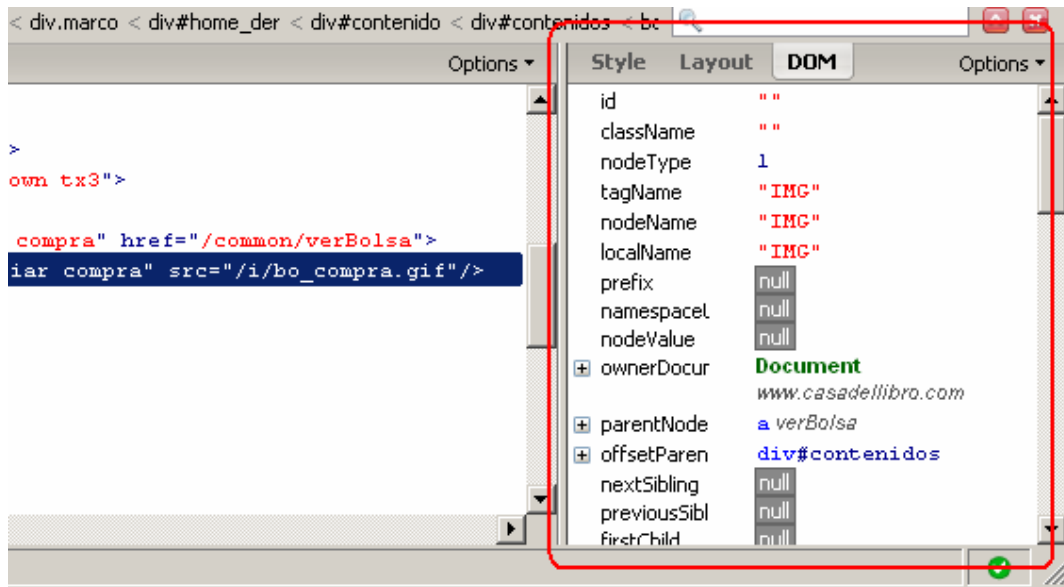 < div.marco < div#home_der < div#contenido < div#contenidos < bc
Options
>
own tx3">
compra" href="/common/verBolsa">
iar compra" src="/i/bo_compra.gif"/>
Style Layout DOM Options
id ""
className ""
nodeType 1
tagName "IMG"
nodeName "IMG"
localName "IMG"
prefix null
namespaceU null
nodeValue null
ownerDocur Document
www.casadellibro.com
parentNode a verBolsa
offsetParen div#contenidos
nextSibling null
previousSibl null
firstChild null